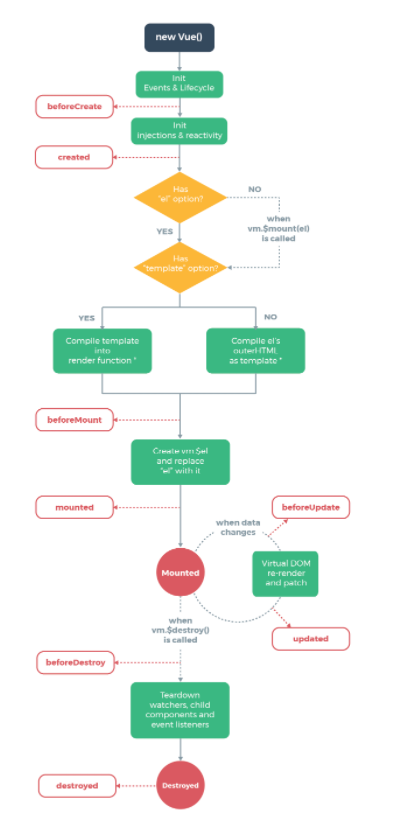 new Vue()
Init
Events & Lifecycle
beforeCreate
Init
injections & reactivity
created
Has
"el" option?
NO
when
vm.$mount(el)
is called
YES
Has
"template" option?
YES
NO
Compile template
into
render function *
Compile el's
outerHTML
as template *
beforeMount
Create vm.$el
and replace
"el" with it
mounted
when data
changes
beforeUpdate
Mounted
Virtual DOM
re-render
and patch
updated
when
vm.$destroy()
is called
beforeDestroy
Teardown
watchers, child
components and
event listeners
destroyed
Destroyed